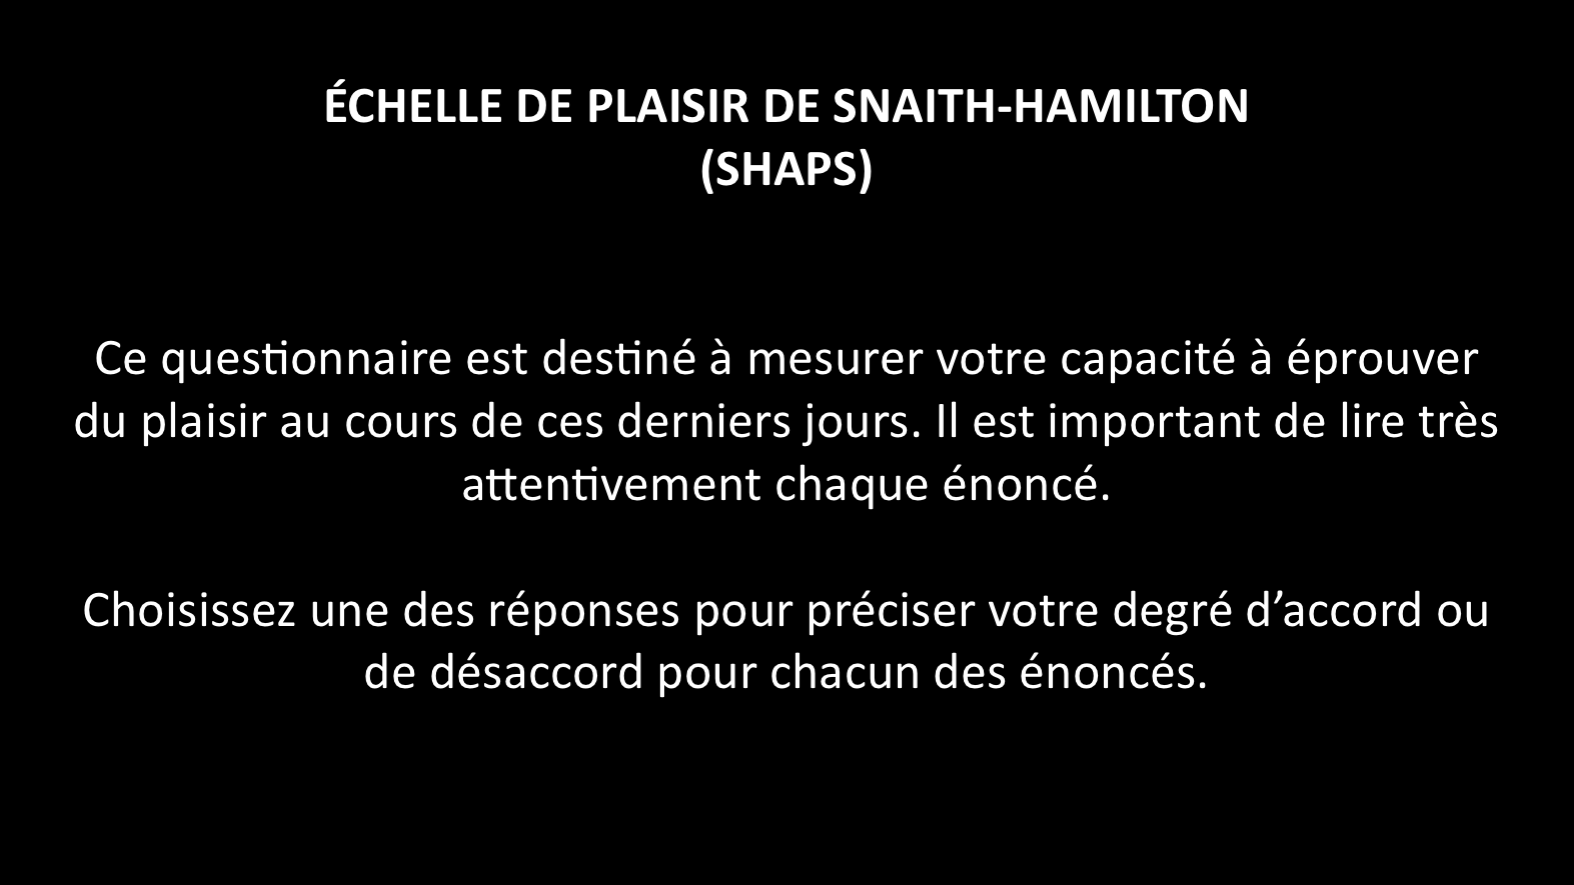 ÉCHELLE DE PLAISIR DE SNAITH-HAMILTON
(SHAPS)
Ce questionnaire est destiné à mesurer votre capacité à éprouver
du plaisir au cours de ces derniers jours. Il est important de lire très
attentivement chaque énoncé.
Choisissez une des réponses pour préciser votre degré d’accord ou
de désaccord pour chacun des énoncés.